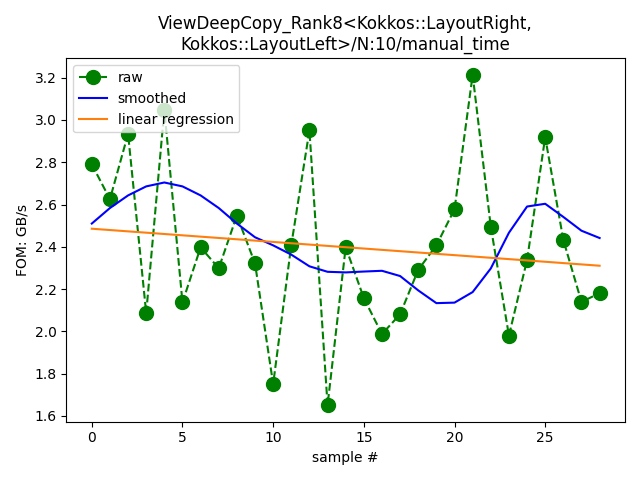 ViewDeepCopy_Rank8<Kokkos::LayoutRight,
Kokkos::LayoutLeft>/N:10/manual_time
raw
smoothed
linear regression
FOM: GB/s
3.2
3.0
2.8
2.6
2.4
2.2
2.0
1.8
1.6
0
5
10
15
20
25
sample #